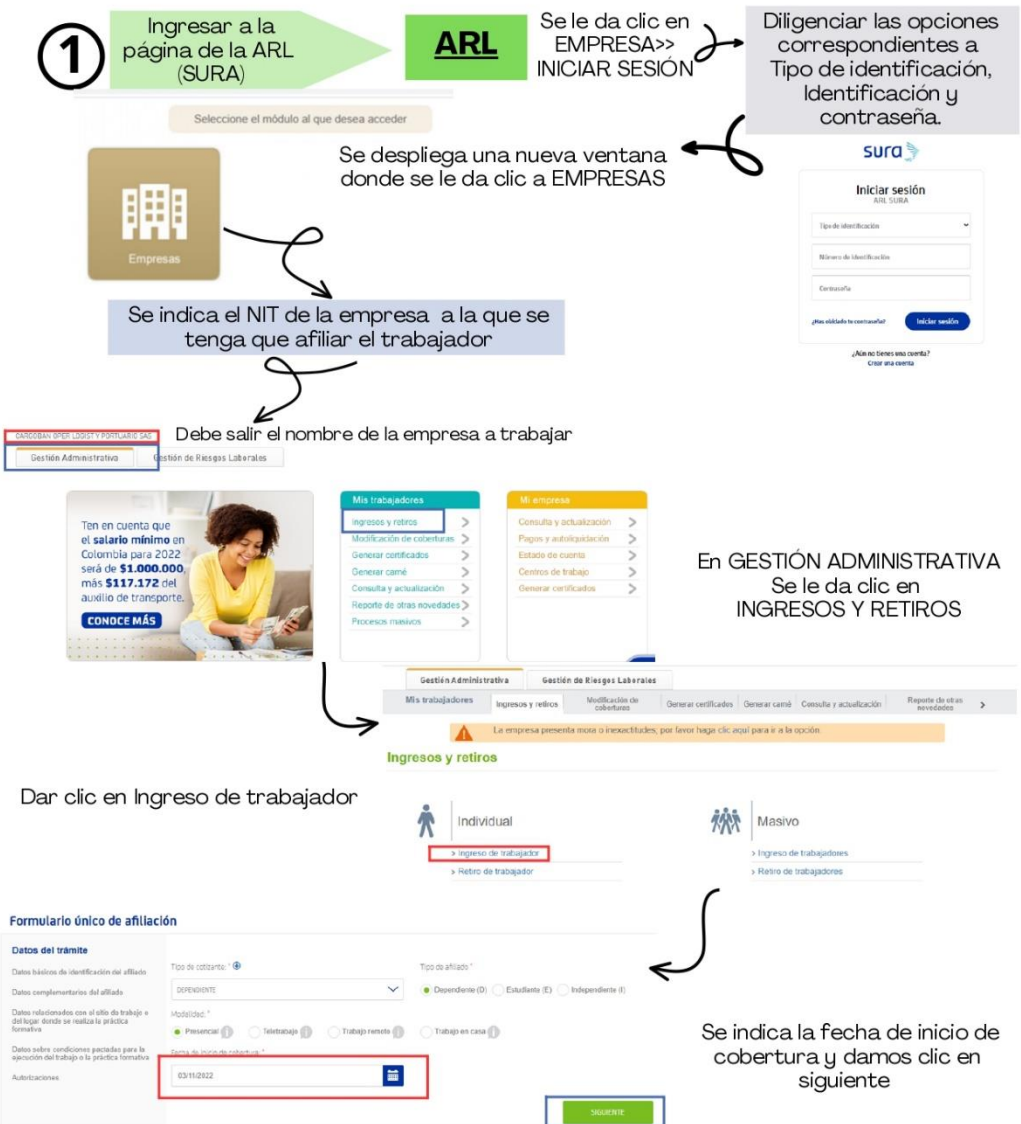 1
Ingresar a la
página de la ARL
(SURA)
ARL
Se le da clic en
EMPRESA>>
INICIAR SESIÓN
Diligenciar las opciones
correspondientes a
Tipo de identificación,
Identificación y
contraseña.
Seleccione el módulo al que desea acceder
Empresas
Se despliega una nueva ventana
donde se le da clic a EMPRESAS
sura
Iniciar sesión
ARL SURA
Tipo de identificación
Número de identificación
Contraseña
¿Has olvidado tu contraseña?
Iniciar sesión
¿Aún no tienes una cuenta?
Crear una cuenta
Se indica el NIT de la empresa a la que se
tenga que afiliar el trabajador
CARGOBAN OPER LOGIST Y PORTUARIO SAS
Debe salir el nombre de la empresa a trabajar
Gestión Administrativa
Gestión de Riesgos Laborales
Ten en cuenta que
el salario mínimo en
Colombia para 2022
será de $1.000.000,
más $117.172 del
auxilio de transporte.
CONOCE MÁS
Mis trabajadores
Ingresos y retiros
Modificación de coberturas
Generar certificados
Generar carné
Consulta y actualización
Reporte de otras novedades
Procesos masivos
Mi empresa
Consulta y actualización
Pagos y autoliquidación
Estado de cuenta
Centros de trabajo
Generar certificados
En GESTIÓN ADMINISTRATIVA
Se le da clic en
INGRESOS Y RETIROS
Gestión Administrativa
Gestión de Riesgos Laborales
Mis trabajadores
Ingresos y retiros
Modificación de
coberturas
Generar certificados
Generar carné
Consulta y actualización
Reporte de otras
novedades
La empresa presenta mora o inexactitudes, por favor haga clic aquí para ir a la opción.
Ingresos y retiros
Dar clic en Ingreso de trabajador
Individual
> Ingreso de trabajador
> Retiro de trabajador
Masivo
> Ingreso de trabajadores
> Retiro de trabajadores
Formulario único de afiliación
Datos del trámite
Datos básicos de identificación del afiliado
Datos complementarios del afiliado
Datos relacionados con el sitio de trabajo o
del lugar donde se realiza la práctica
formativa
Datos sobre condiciones pactadas para la
ejecución del trabajo o la práctica formativa
Autorizaciones
Tipo de cotizante: *
DEPENDIENTE
Tipo de afiliado *
Dependiente (D) Estudiante (E) Independiente (I)
Modalidad: *
Presencial Teletrabajo Trabajo remoto Trabajo en casa
Fecha de inicio de cobertura: *
03/11/2022
SIGUIENTE
Se indica la fecha de inicio de
cobertura y damos clic en
siguiente